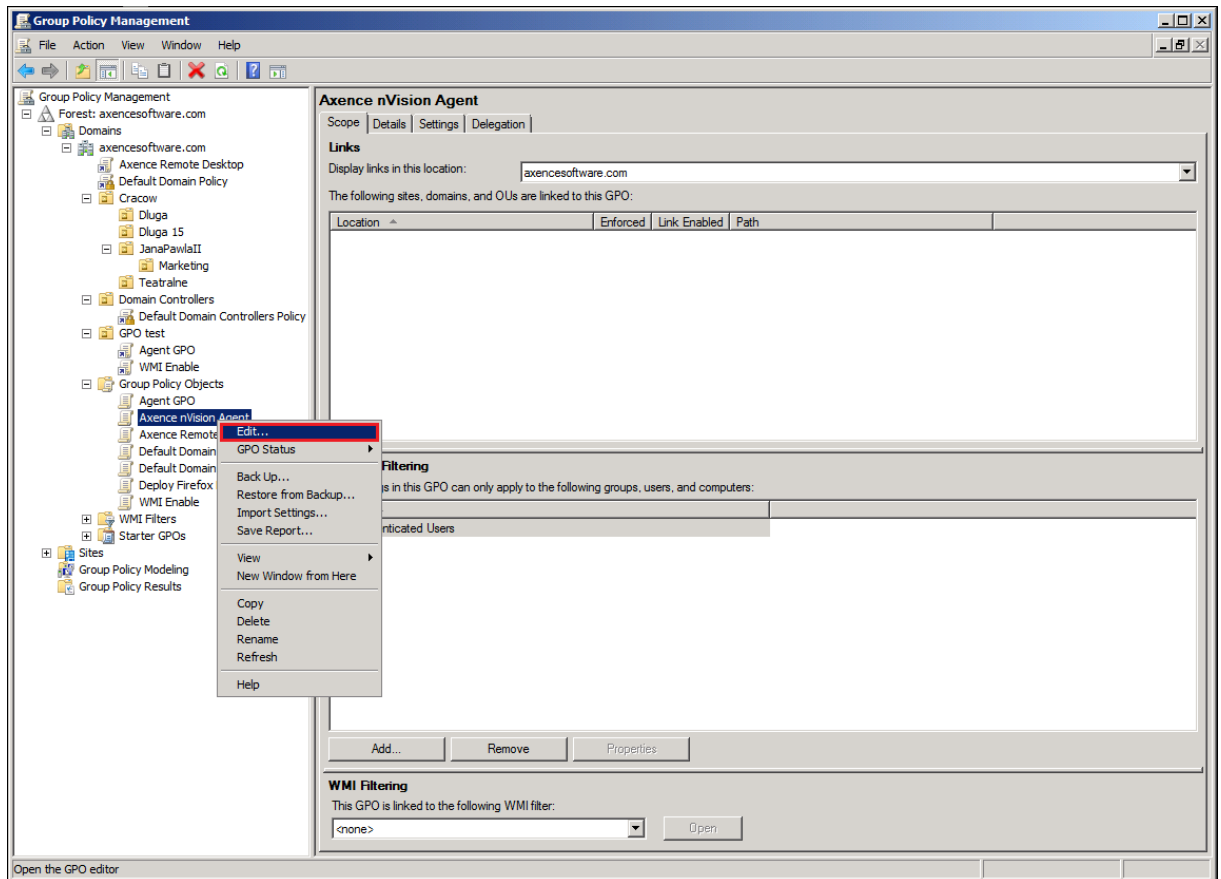 Group Policy Management
File Action View Window Help
Group Policy Management
Forest: axencesoftware.com
Domains
axencesoftware.com
Axence Remote Desktop
Default Domain Policy
Cracow
Dluga
Dluga 15
JanaPawlaII
Marketing
Teatralne
Domain Controllers
Default Domain Controllers Policy
GPO test
Agent GPO
WMI Enable
Group Policy Objects
Agent GPO
Axence nVision Agent
Axence Remote
Default Domain
Default Domain
Deploy Firefox
WMI Enable
WMI Filters
Starter GPOs
Sites
Group Policy Modeling
Group Policy Results
Edit...
GPO Status
Back Up...
Restore from Backup...
Import Settings...
Save Report...
View
New Window from Here
Copy
Delete
Rename
Refresh
Help
Axence nVision Agent
Scope Details Settings Delegation
Links
Display links in this location: axencesoftware.com
The following sites, domains, and OUs are linked to this GPO:
Location Enforced Link Enabled Path
Filtering
in this GPO can only apply to the following groups, users, and computers:
nticated Users
Add... Remove Properties
WMI Filtering
This GPO is linked to the following WMI filter:
<none> Open
Open the GPO editor